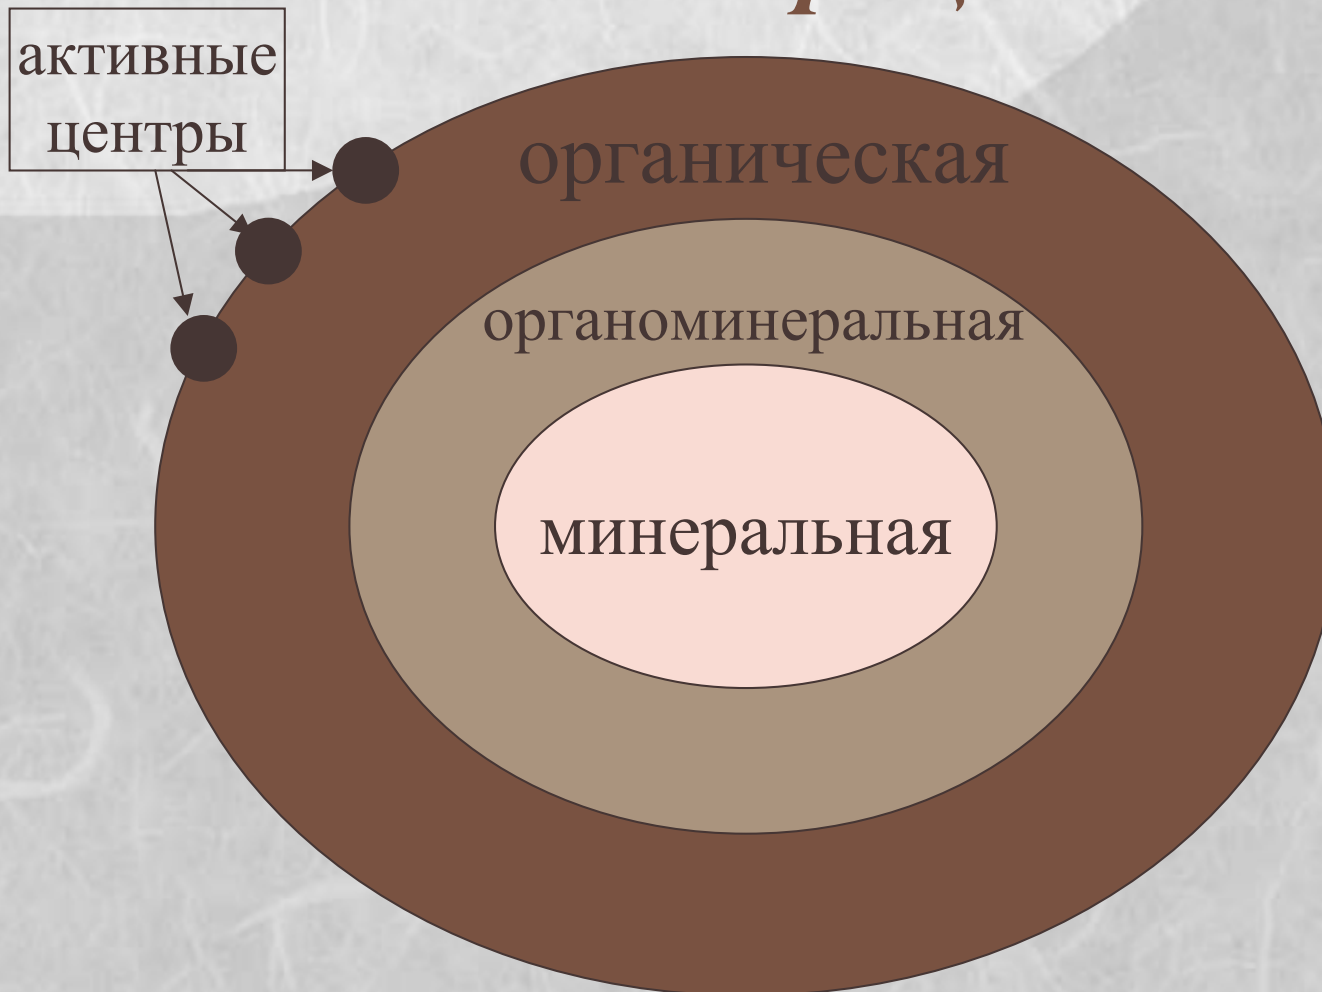 активные
центры
органическая
органоминеральная
минеральная